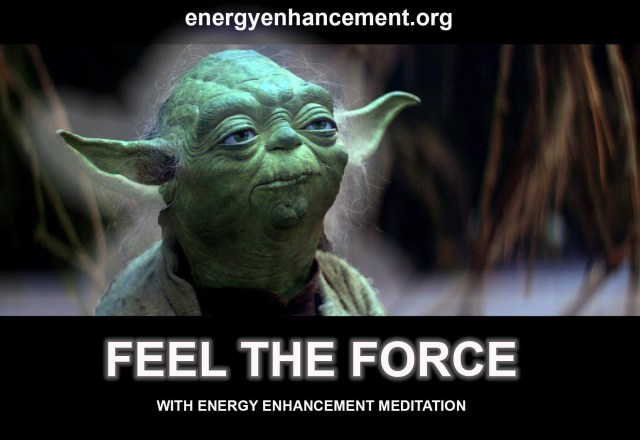 energyenhancement.org
FEEL THE FORCE
WITH ENERGY ENHANCEMENT MEDITATION